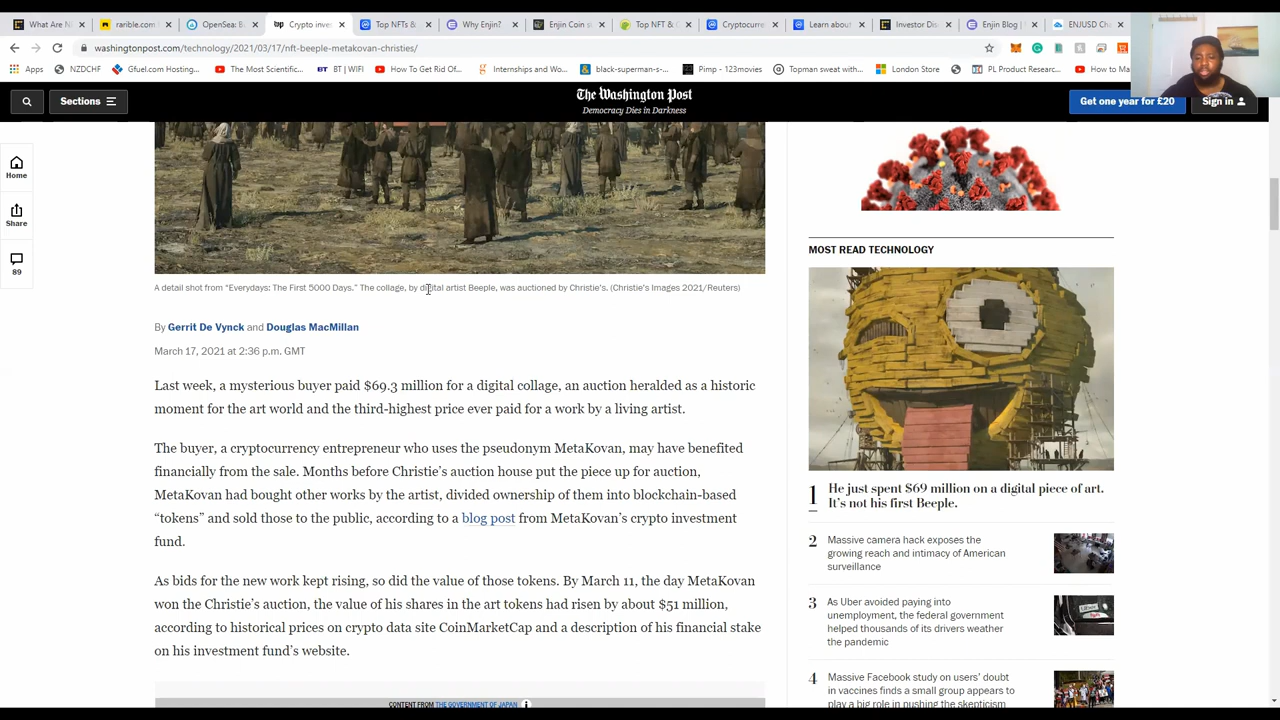 What Are NF
rarible.com
OpenSea: B
Crypto inve
Top NFTs &
Why Enjin?
Enjin Coin p
Top NFT & C
Cryptocurre
Learn about
Investor Dis
Enjin Blog |
ENJUSD Cha
washingtonpost.com/technology/2021/03/17/nft-beeple-metakovan-christies/
Apps
NZDCHF
Gfuel.com Hosting...
The Most Scientific...
BT | WIFI
How To Get Rid Of...
Internships and Wo...
black-superman-s-...
Pimp - 123movies
Topman sweat with...
London Store
PL Product Researc...
How to Ma
Sections
The Washington Post
Democracy Dies in Darkness
Get one year for £20
Sign in
Home
Share
89
A detail shot from “Everydays: The First 5000 Days.” The collage, by digital artist Beeple, was auctioned by Christie's. (Christie's Images 2021/Reuters)
By Gerrit De Vynck and Douglas MacMillan
March 17, 2021 at 2:36 p.m. GMT
Last week, a mysterious buyer paid $69.3 million for a digital collage, an auction heralded as a historic
moment for the art world and the third-highest price ever paid for a work by a living artist.
The buyer, a cryptocurrency entrepreneur who uses the pseudonym MetaKovan, may have benefited
financially from the sale. Months before Christie’s auction house put the piece up for auction,
MetaKovan had bought other works by the artist, divided ownership of them into blockchain-based
“tokens” and sold those to the public, according to a blog post from MetaKovan’s crypto investment
fund.
As bids for the new work kept rising, so did the value of those tokens. By March 11, the day MetaKovan
won the Christie’s auction, the value of his shares in the art tokens had risen by about $51 million,
according to historical prices on crypto data site CoinMarketCap and a description of his financial stake
on his investment fund’s website.
CONTENT FROM THE GOVERNMENT OF JAPAN
MOST READ TECHNOLOGY
1
He just spent $69 million on a digital piece of art.
It’s not his first Beeple.
2
Massive camera hack exposes the
growing reach and intimacy of American
surveillance
3
As Uber avoided paying into
unemployment, the federal government
helped thousands of its drivers weather
the pandemic
4
Massive Facebook study on users’ doubt
in vaccines finds a small group appears to
play a big role in pushing the skepticism